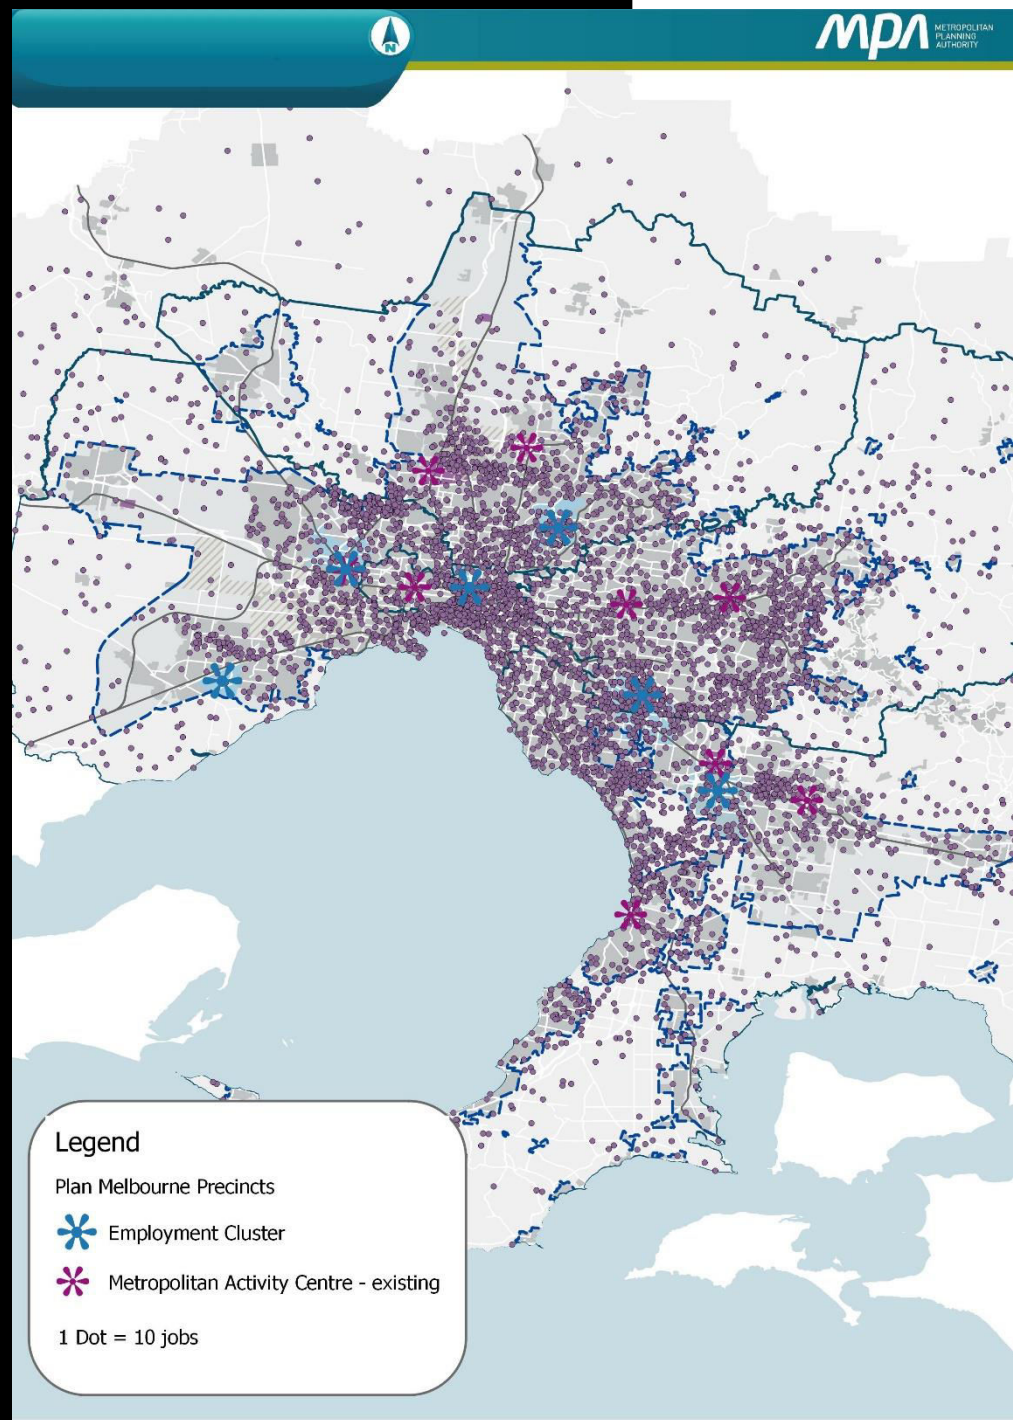 N
MPA
METROPOLITAN
PLANNING
AUTHORITY
Legend
Plan Melbourne Precincts
Employment Cluster
Metropolitan Activity Centre - existing
1 Dot = 10 jobs